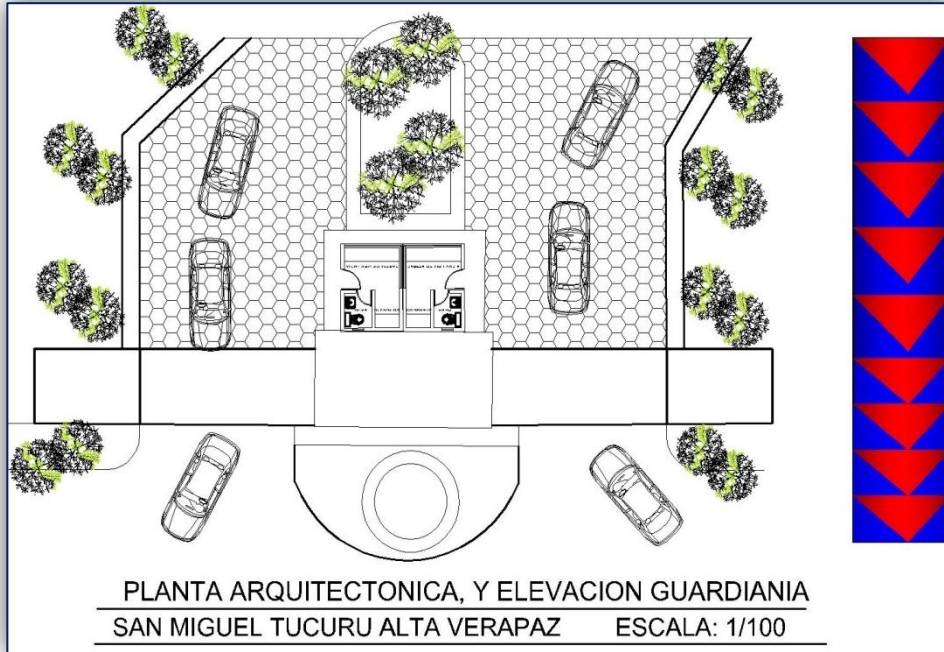 PLANTA ARQUITECTONICA, Y ELEVACION GUARDIANIA
SAN MIGUEL TUCURU ALTA VERAPAZ ESCALA: 1/100